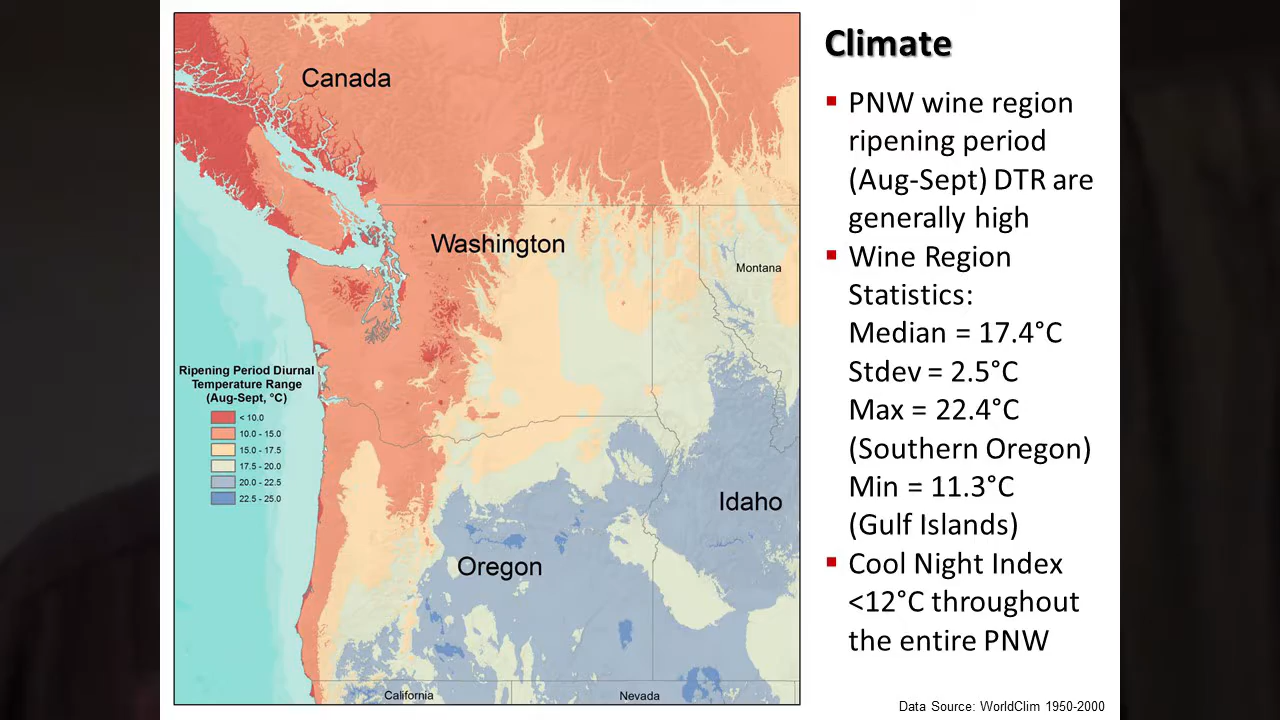 Climate
▪ PNW wine region
ripening period
(Aug-Sept) DTR are
generally high
▪ Wine Region
Statistics:
Median = 17.4°C
Stdev = 2.5°C
Max = 22.4°C
(Southern Oregon)
Min = 11.3°C
(Gulf Islands)
▪ Cool Night Index
<12°C throughout
the entire PNW
Data Source: WorldClim 1950-2000
Canada
Washington
Montana
Ripening Period Diurnal
Temperature Range
(Aug-Sept, °C)
< 10.0
10.0 - 15.0
15.0 - 17.5
17.5 - 20.0
20.0 - 22.5
22.5 - 25.0
Idaho
Oregon
California
Nevada